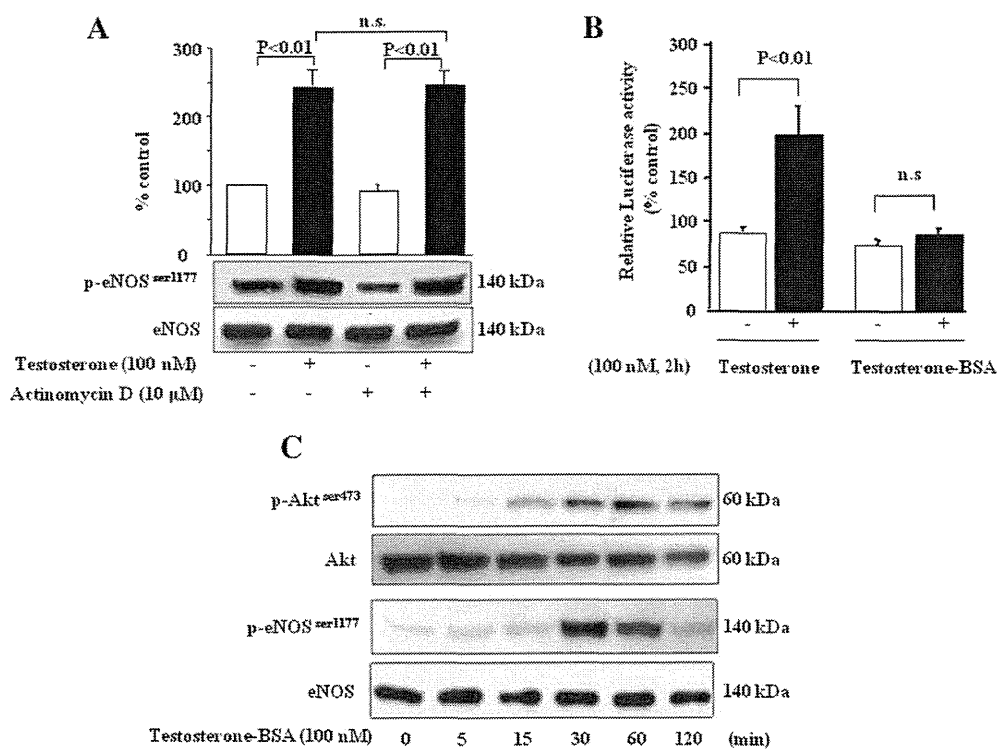 A
n.s.
P<0.01
P<0.01
300
200
100
0
% control
p-eNOS ser1177
140 kDa
eNOS
140 kDa
Testosterone (100 nM)
- + - +
Actinomycin D (10 µM)
- - + +
B
300
250
200
150
100
50
0
Relative Luciferase activity
(% control)
P<0.01
n.s
- + - +
(100 nM, 2h)
Testosterone
Testosterone-BSA
C
p-Akt ser473
60 kDa
Akt
60 kDa
p-eNOS ser1177
140 kDa
eNOS
140 kDa
Testosterone-BSA (100 nM)
0 5 15 30 60 120 (min)